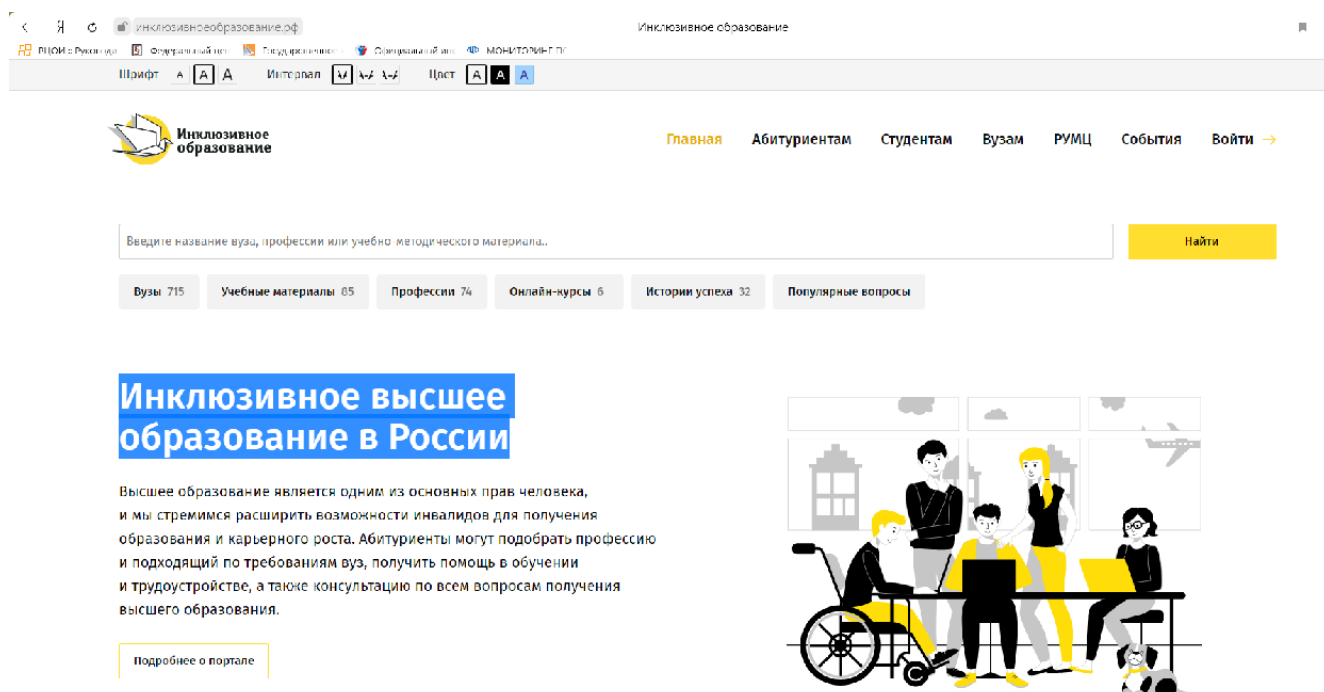 инклюзивноеобразование.рф
Инклюзивное образование
МОНИТОРИНГ
Шрифт А А А Интервал Цвет А А А
Инклюзивное
образование
Главная Абитуриентам Студентам Вузам РУМЦ События Войти →
Введите название вуза, профессии или учебно-методического материала..
Найти
Вузы 715 Учебные материалы 85 Профессии 74 Онлайн-курсы 6 Истории успеха 32 Популярные вопросы
Инклюзивное высшее
образование в России
Высшее образование является одним из основных прав человека,
и мы стремимся расширить возможности инвалидов для получения
образования и карьерного роста. Абитуриенты могут подобрать профессию
и подходящий по требованиям вуз, получить помощь в обучении
и трудоустройстве, а также консультацию по всем вопросам получения
высшего образования.
Подробнее о портале